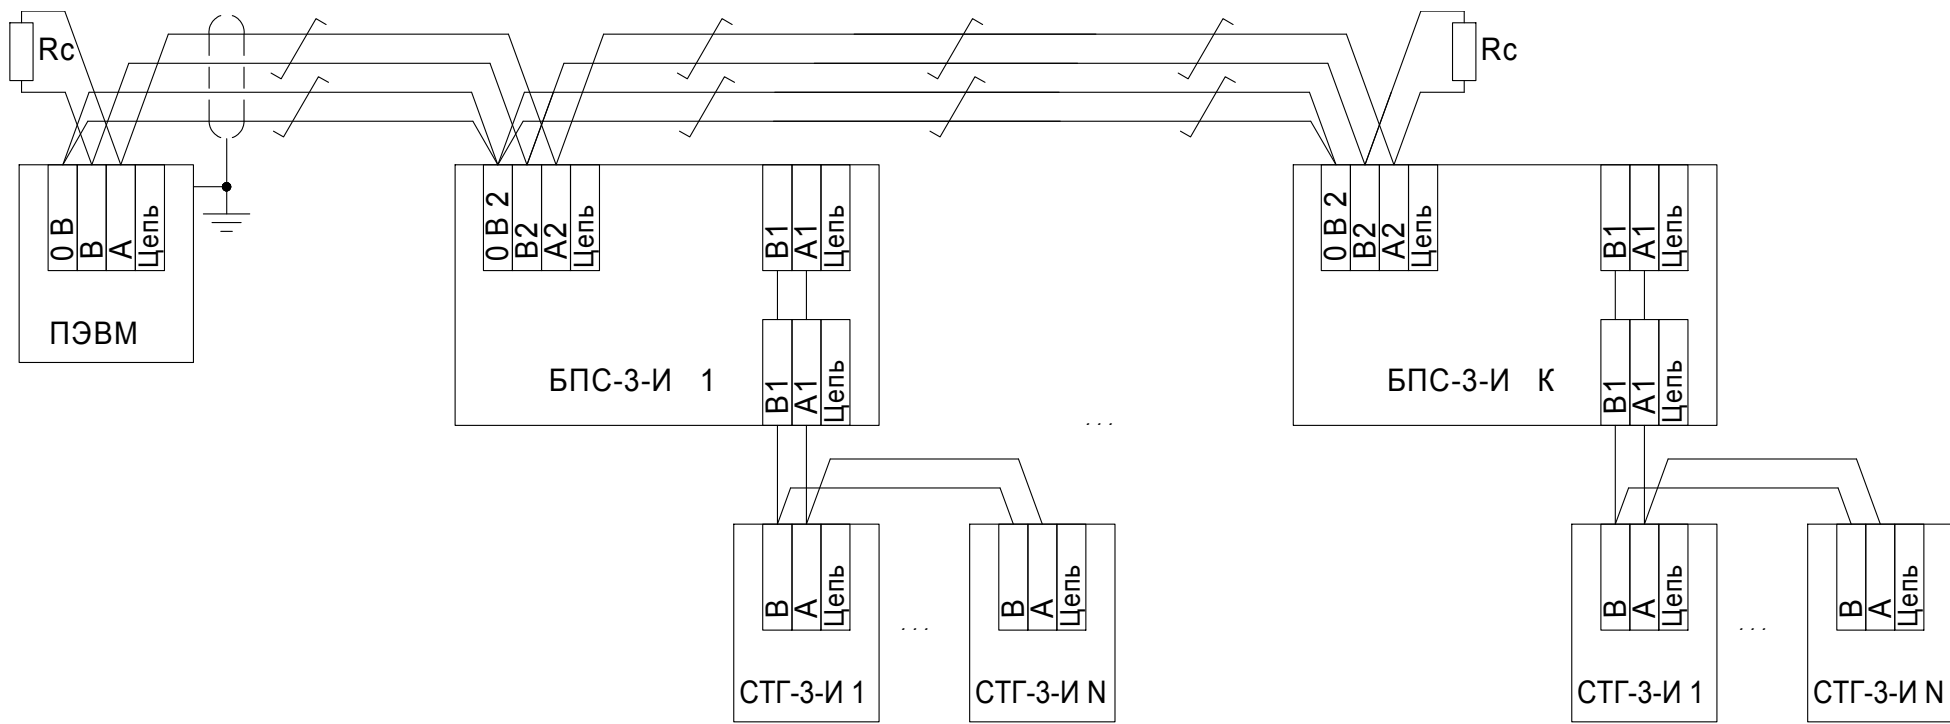 Rc
Rc
0 В
В
А
Цепь
ПЭВМ
0 В 2
В2
А2
Цепь
В1
А1
Цепь
БПС-3-И 1
В1
А1
Цепь
. . .
0 В 2
В2
А2
Цепь
В1
А1
Цепь
БПС-3-И К
В1
А1
Цепь
В
А
Цепь
СТГ-3-И 1
. . .
В
А
Цепь
СТГ-3-И N
В
А
Цепь
СТГ-3-И 1
. . .
В
А
Цепь
СТГ-3-И N